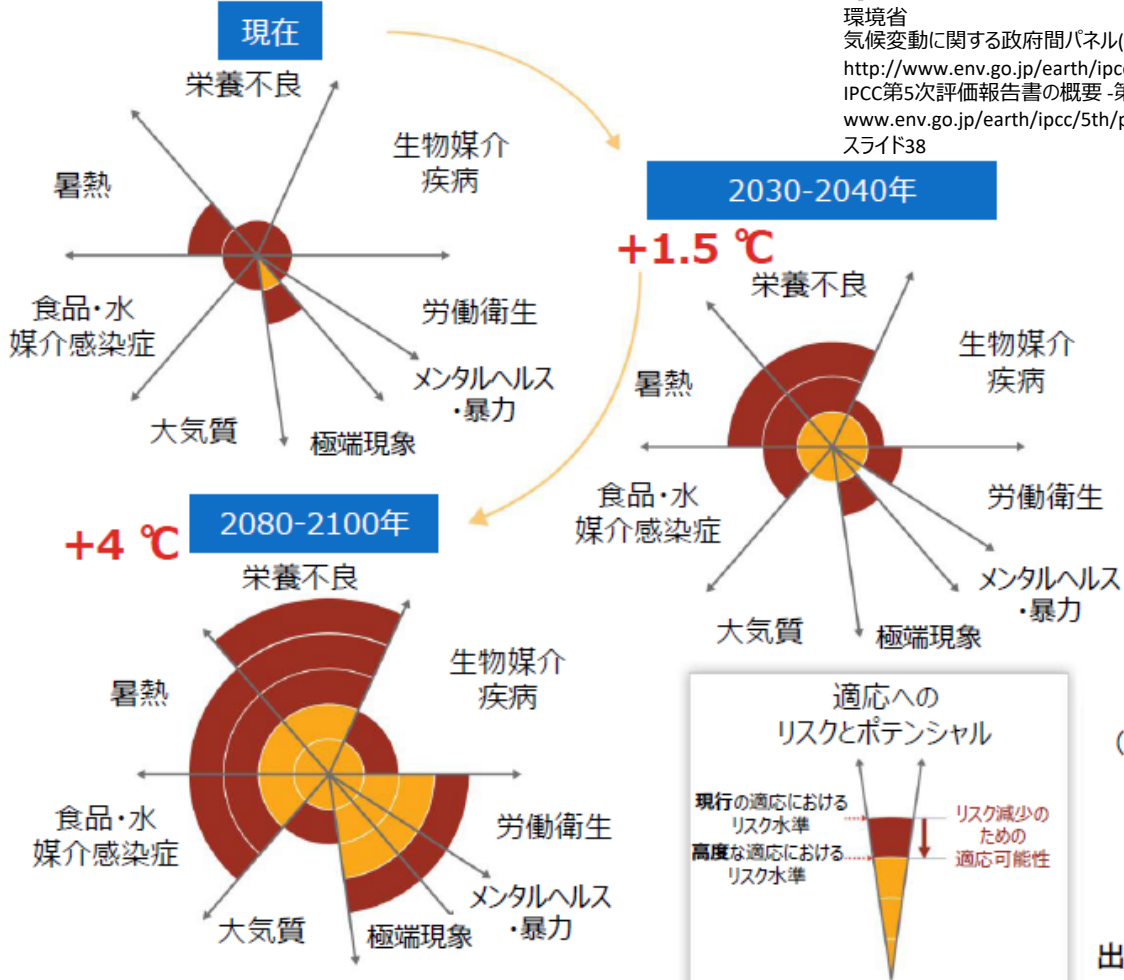 環境省
気候変動に関する政府間パネル(
http://www.env.go.jp/earth/ipc
IPCC第5次評価報告書の概要 -第
www.env.go.jp/earth/ipcc/5th/p
スライド38
現在
栄養不良
生物媒介
疾病
暑熱
食品・水
媒介感染症
労働衛生
メンタルヘルス
・暴力
大気質
極端現象
2030-2040年
+1.5 ℃
栄養不良
生物媒介
疾病
暑熱
食品・水
媒介感染症
労働衛生
メンタルヘルス
・暴力
大気質
極端現象
2080-2100年
+4 ℃
栄養不良
生物媒介
疾病
暑熱
食品・水
媒介感染症
労働衛生
メンタルヘルス
・暴力
大気質
極端現象
適応への
リスクとポテンシャル
現行の適応における
リスク水準
高度な適応における
リスク水準
リスク減少の
ための
適応可能性
(
出